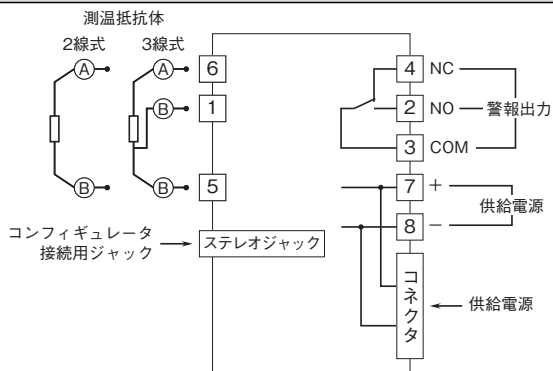 測温抵抗体
2線式 3線式
A A 6
B 1
B B 5
4 NC
2 NO 警報出力
3 COM
7 +
供給電源
8 −
コンフィギュレータ
接続用ジャック
ステレオジャック
コネクタ
供給電源